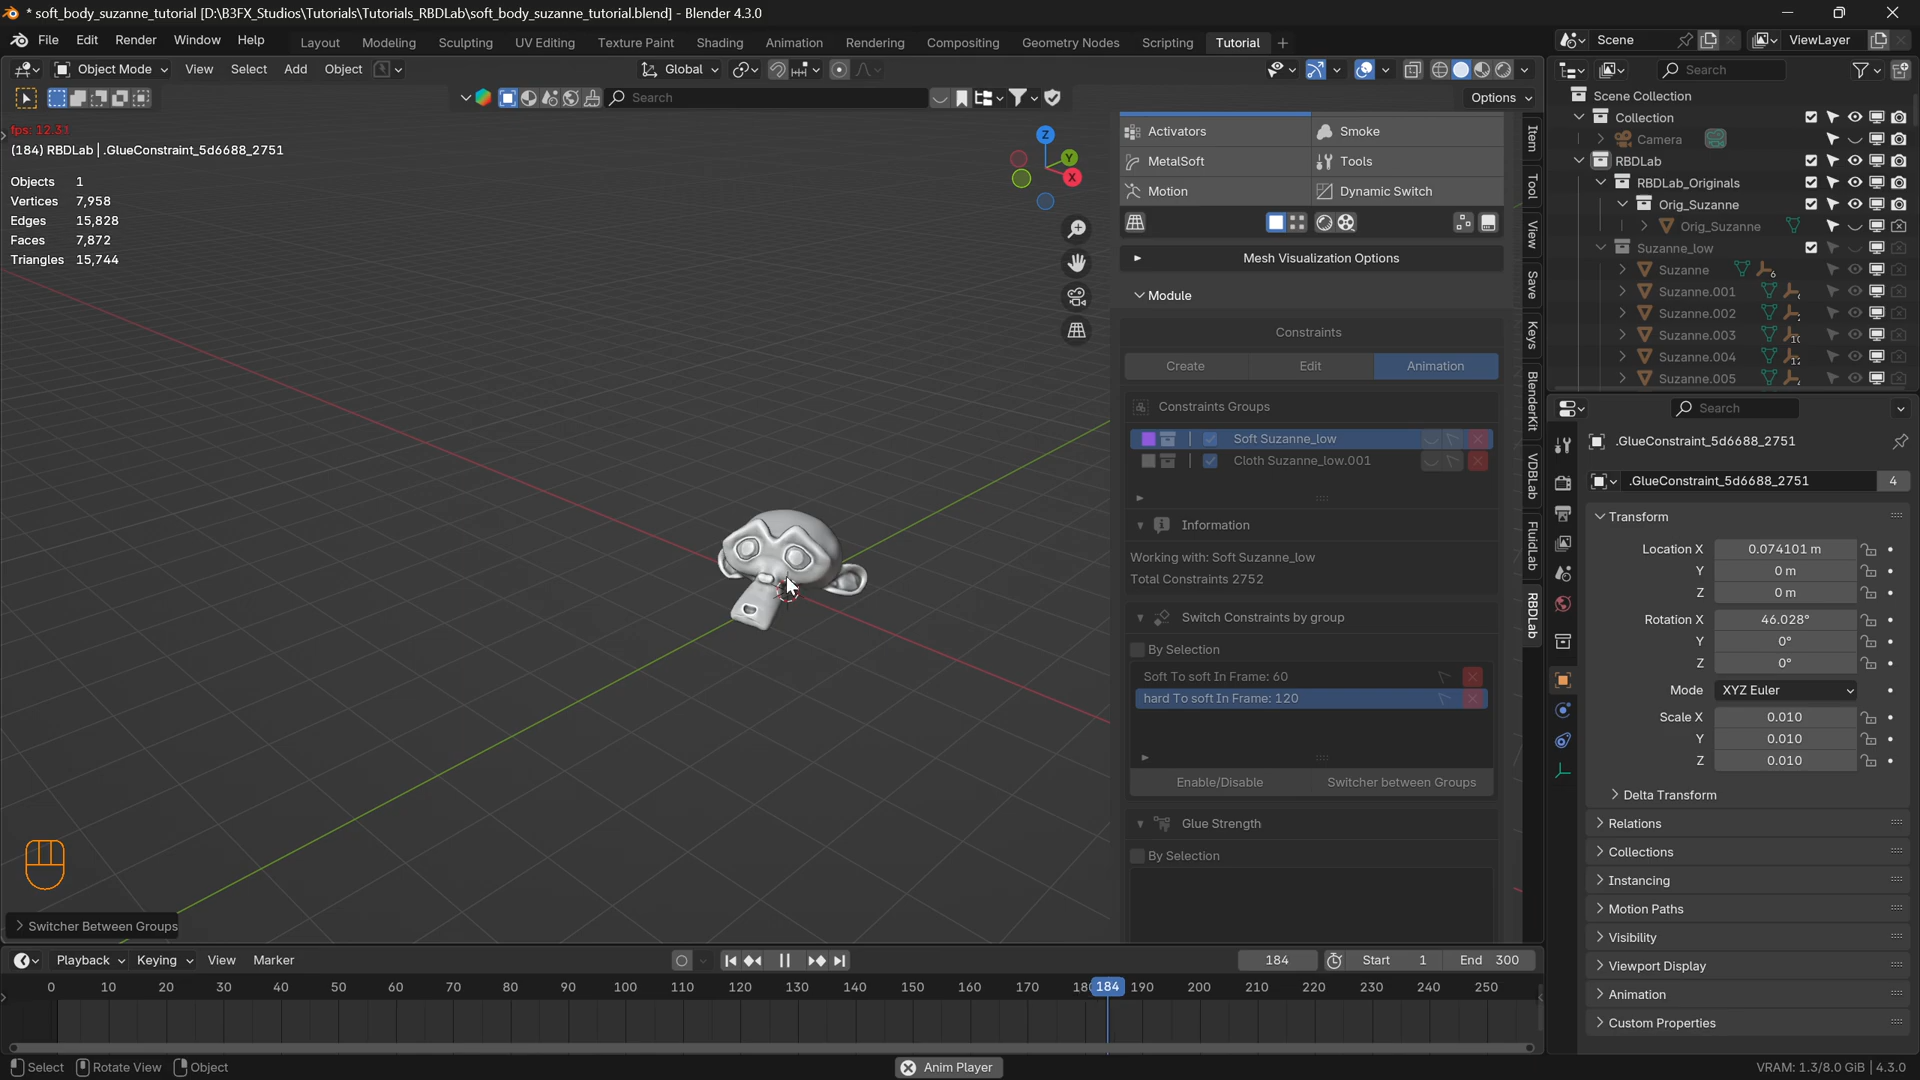 * soft_body_suzanne_tutorial [D:\B3FX_Studios\Tutorials\Tutorials_RBDLab\soft_body_suzanne_tutorial.blend] - Blender 4.3.0
File Edit Render Window Help
Layout Modeling Sculpting UV Editing Texture Paint Shading Animation Rendering Compositing Geometry Nodes Scripting Tutorial
Scene ViewLayer
Object Mode View Select Add Object Global
Search
Search Options
fps: 12.31
(184) RBDLab | .GlueConstraint_5d6688_2751
Objects 1
Vertices 7,958
Edges 15,828
Faces 7,872
Triangles 15,744
Z
Y
X
Activators Smoke
MetalSoft Tools
Motion Dynamic Switch
Mesh Visualization Options
Module
Constraints
Create Edit Animation
Constraints Groups
Soft Suzanne_low
Cloth Suzanne_low.001
Information
Working with: Soft Suzanne_low
Total Constraints 2752
Switch Constraints by group
By Selection
Soft To soft In Frame: 60
hard To soft In Frame: 120
Enable/Disable Switcher between Groups
Glue Strength
By Selection
Item
Tool
View
Save
Keys
BlenderKit
VDBLab
FluidLab
RBDLab
Scene Collection
Collection
Camera
RBDLab
RBDLab_Originals
Orig_Suzanne
Orig_Suzanne
Suzanne_low
Suzanne 6
Suzanne.001
Suzanne.002
Suzanne.003 10
Suzanne.004 12
Suzanne.005
Search
.GlueConstraint_5d6688_2751
.GlueConstraint_5d6688_2751 4
Transform
Location X 0.074101 m
Y 0 m
Z 0 m
Rotation X 46.028°
Y 0°
Z 0°
Mode XYZ Euler
Scale X 0.010
Y 0.010
Z 0.010
Delta Transform
Relations
Collections
Instancing
Motion Paths
Visibility
Viewport Display
Animation
Custom Properties
Switcher Between Groups
Playback Keying View Marker
184 Start 1 End 300
0 10 20 30 40 50 60 70 80 90 100 110 120 130 140 150 160 170 184 190 200 210 220 230 240 250
Select Rotate View Object
Anim Player
VRAM: 1.3/8.0 GiB | 4.3.0